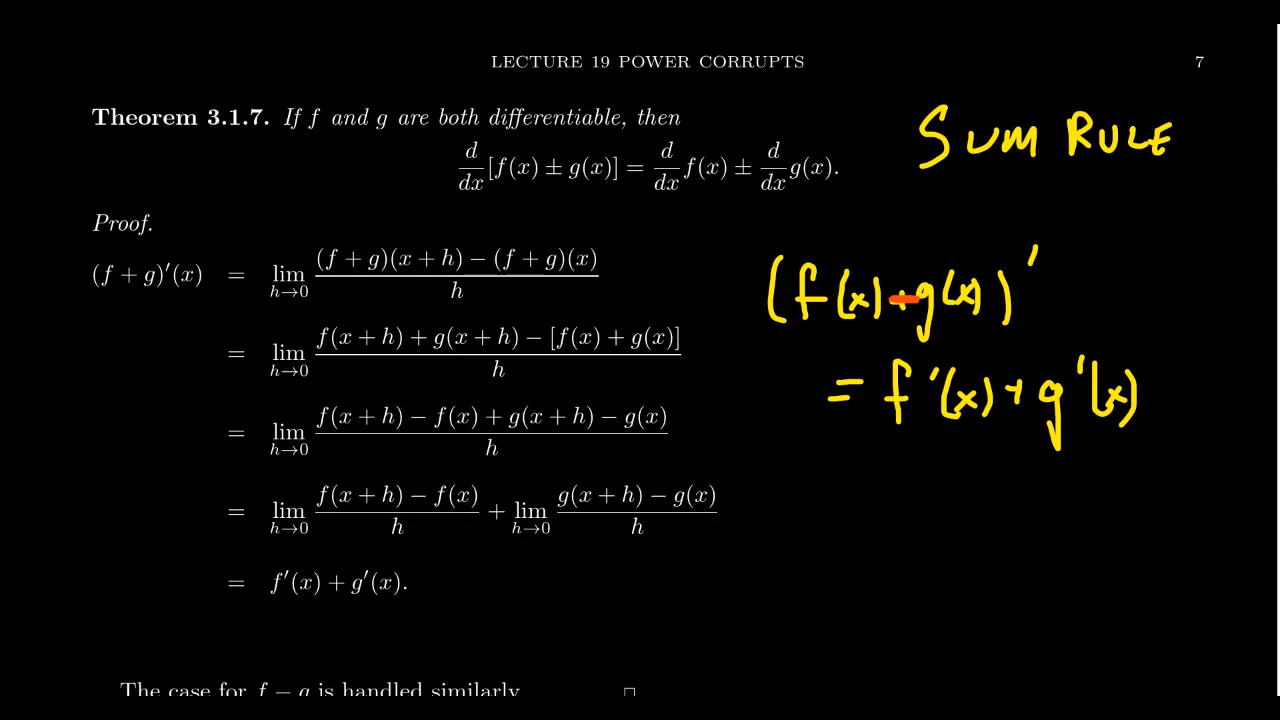 LECTURE 19 POWER CORRUPTS 7
Theorem 3.1.7. If f and g are both differentiable, then
SUM RULE
d/dx [f(x) ± g(x)] = d/dx f(x) ± d/dx g(x).
Proof.
(f + g)′(x) = lim h→0 (f + g)(x + h) − (f + g)(x) / h
(f(x)+g(x))′
= lim h→0 f(x + h) + g(x + h) − [f(x) + g(x)] / h
= f′(x) + g′(x)
= lim h→0 f(x + h) − f(x) + g(x + h) − g(x) / h
= lim h→0 f(x + h) − f(x) / h + lim h→0 g(x + h) − g(x) / h
= f′(x) + g′(x).
The case for f − g is handled similarly □